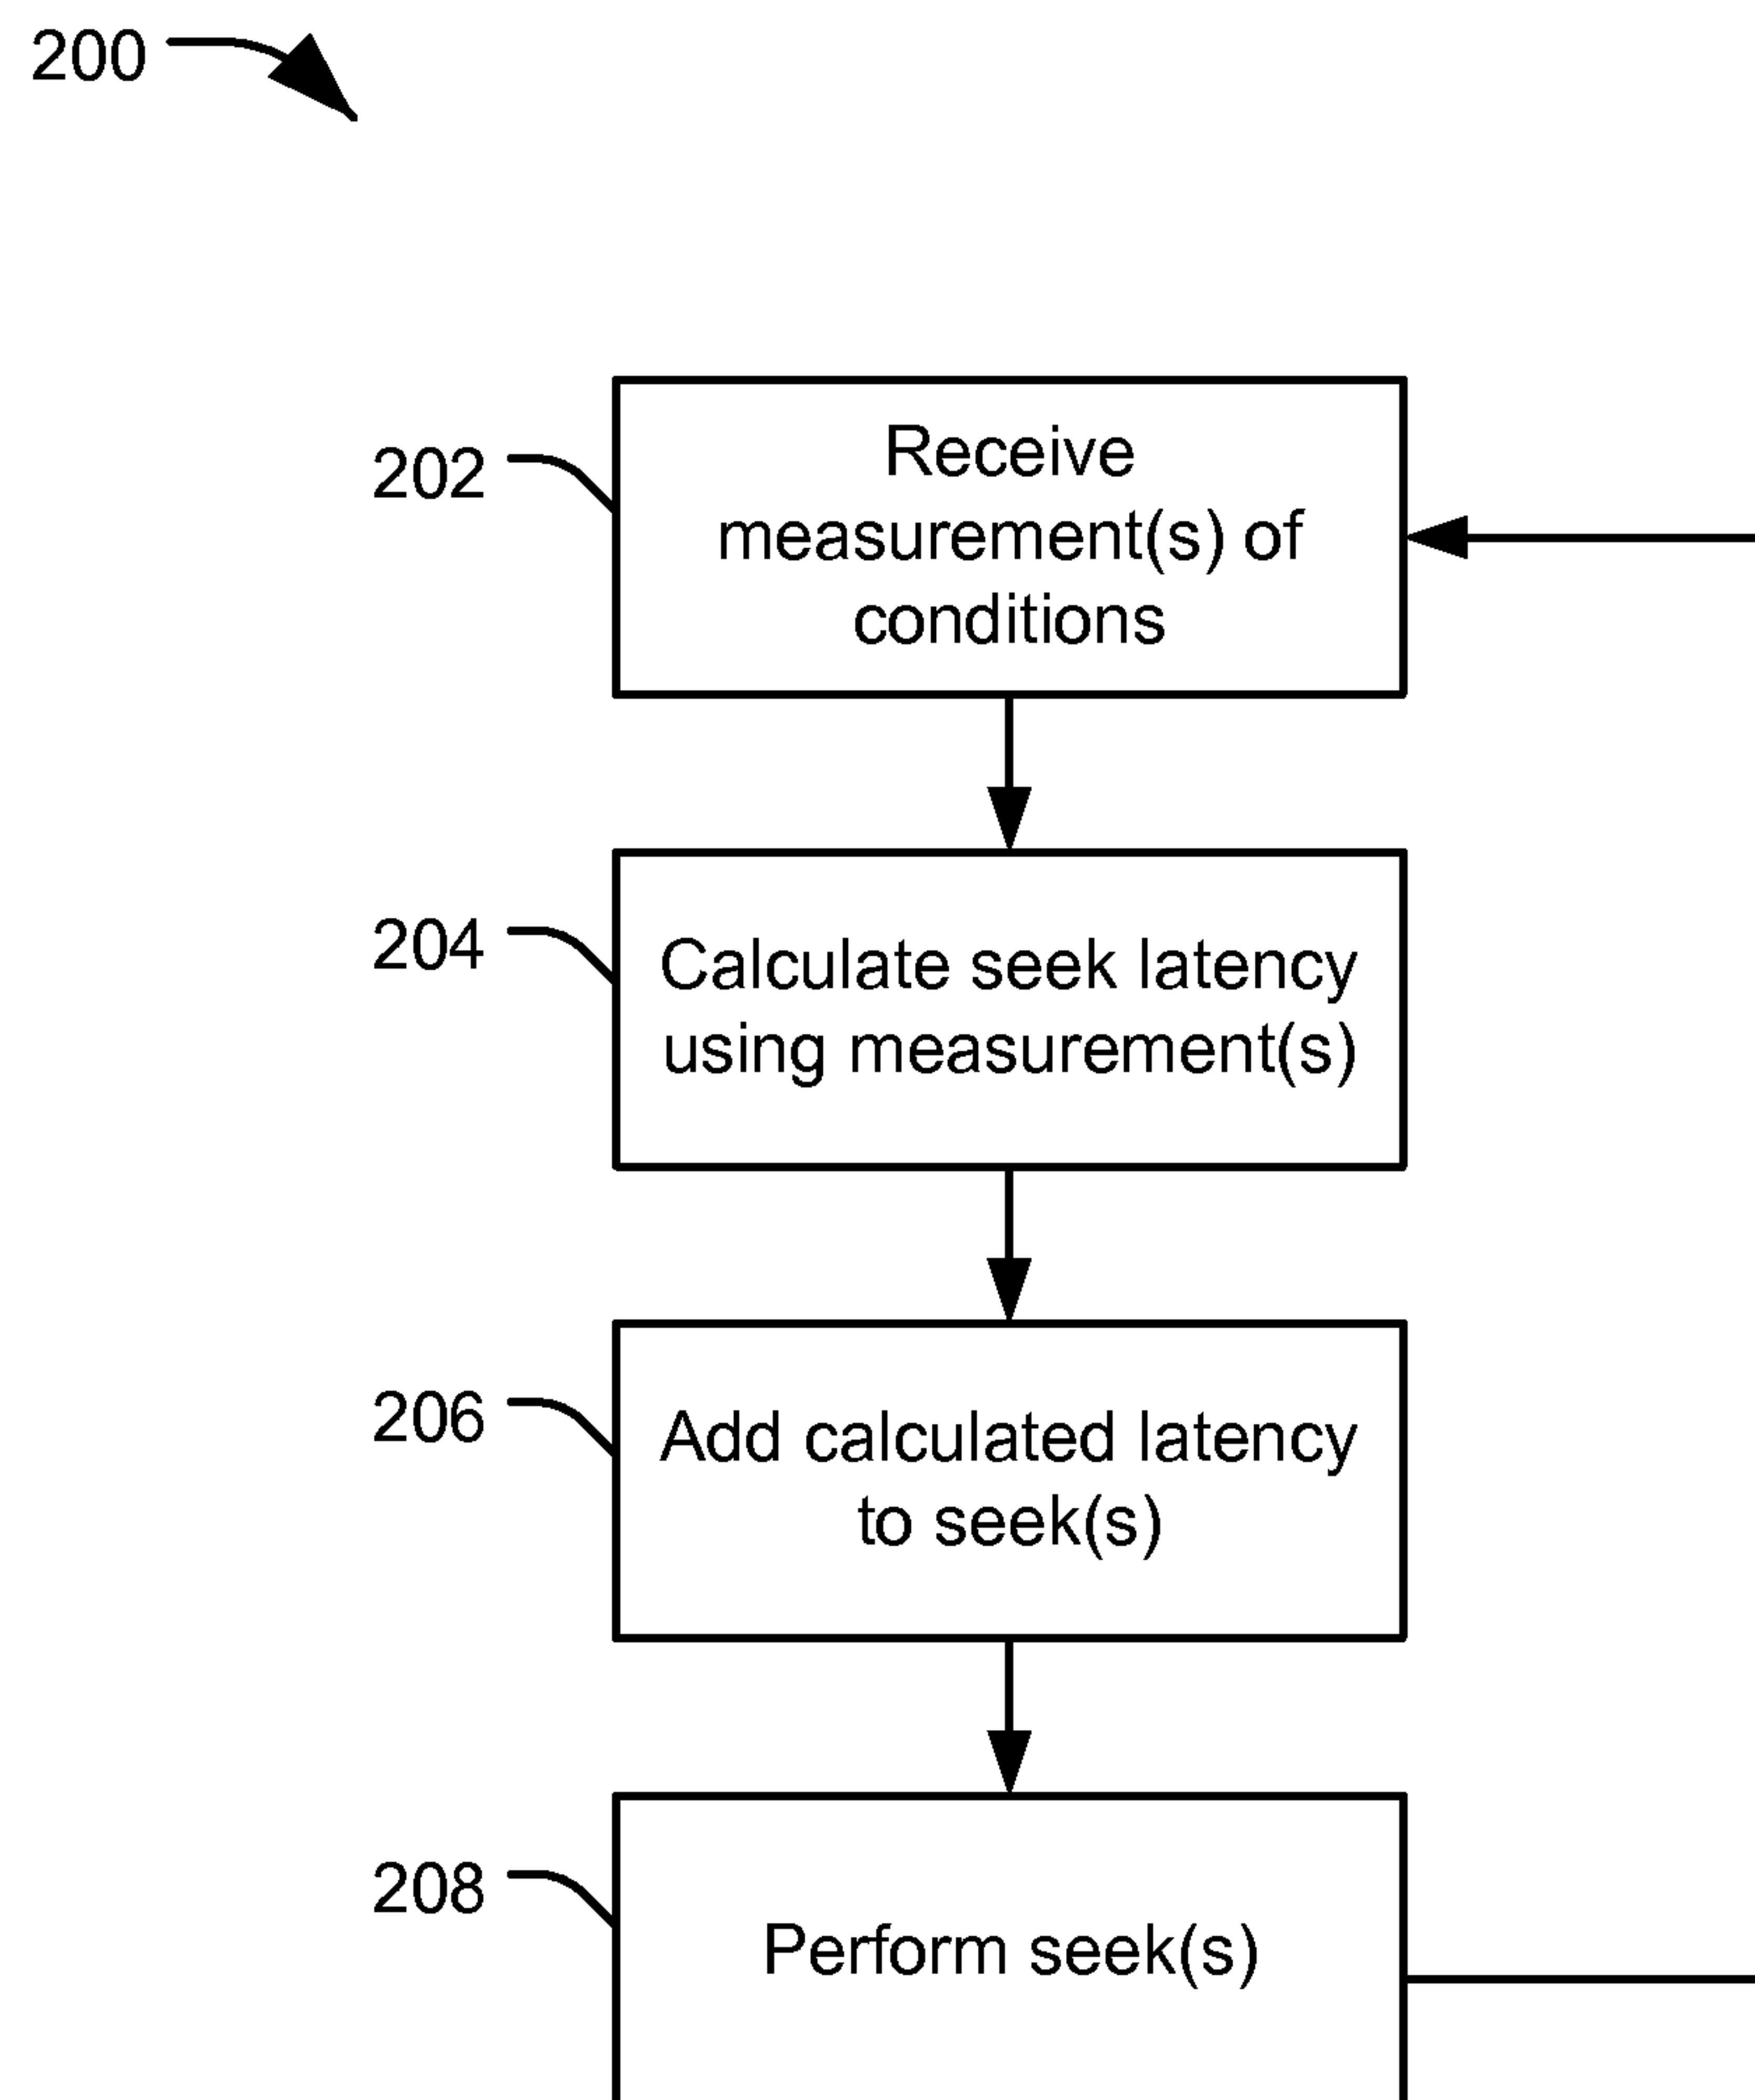 200
202
Receive
measurement(s) of
conditions
204
Calculate seek latency
using measurement(s)
206
Add calculated latency
to seek(s)
208
Perform seek(s)